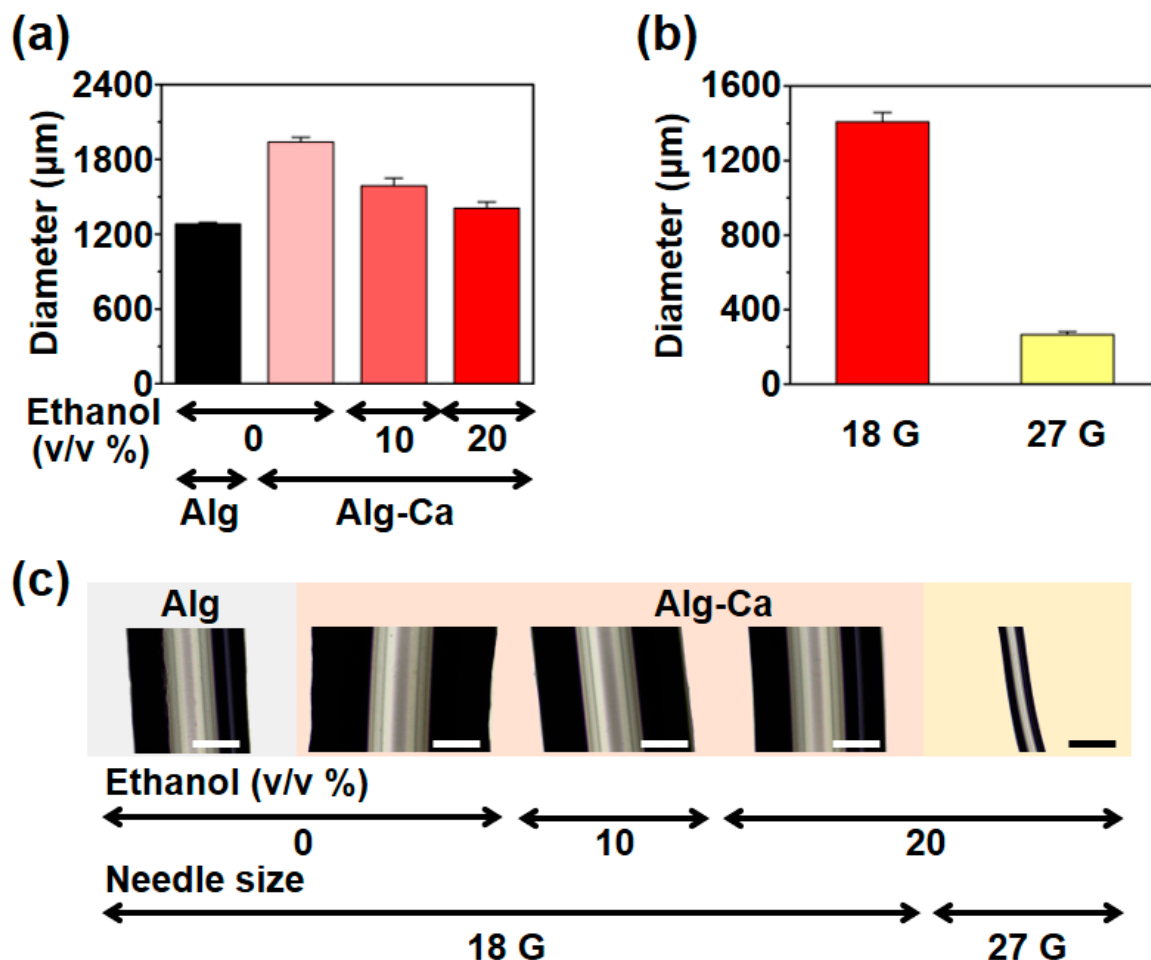 (a)
2400
1800
1200
600
0
Diameter (μm)
Ethanol
(v/v %)
0 10 20
Alg Alg-Ca
(b)
1600
1200
800
400
0
Diameter (μm)
18 G 27 G
(c)
Alg Alg-Ca
Ethanol (v/v %)
0 10 20
Needle size
18 G 27 G